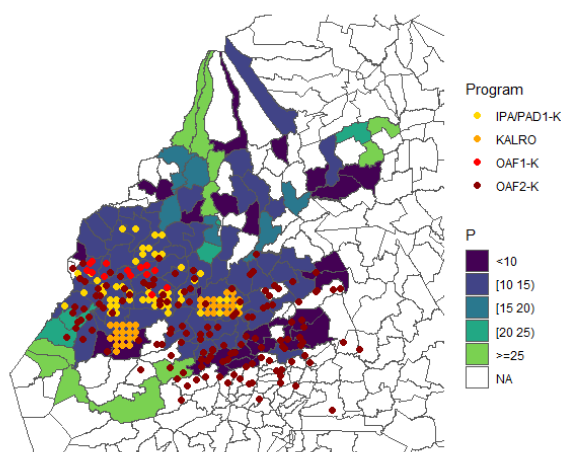 Program
IPA/PAD1-K
KALRO
OAF1-K
OAF2-K
P
<10
[10 15)
[15 20)
[20 25)
>=25
NA